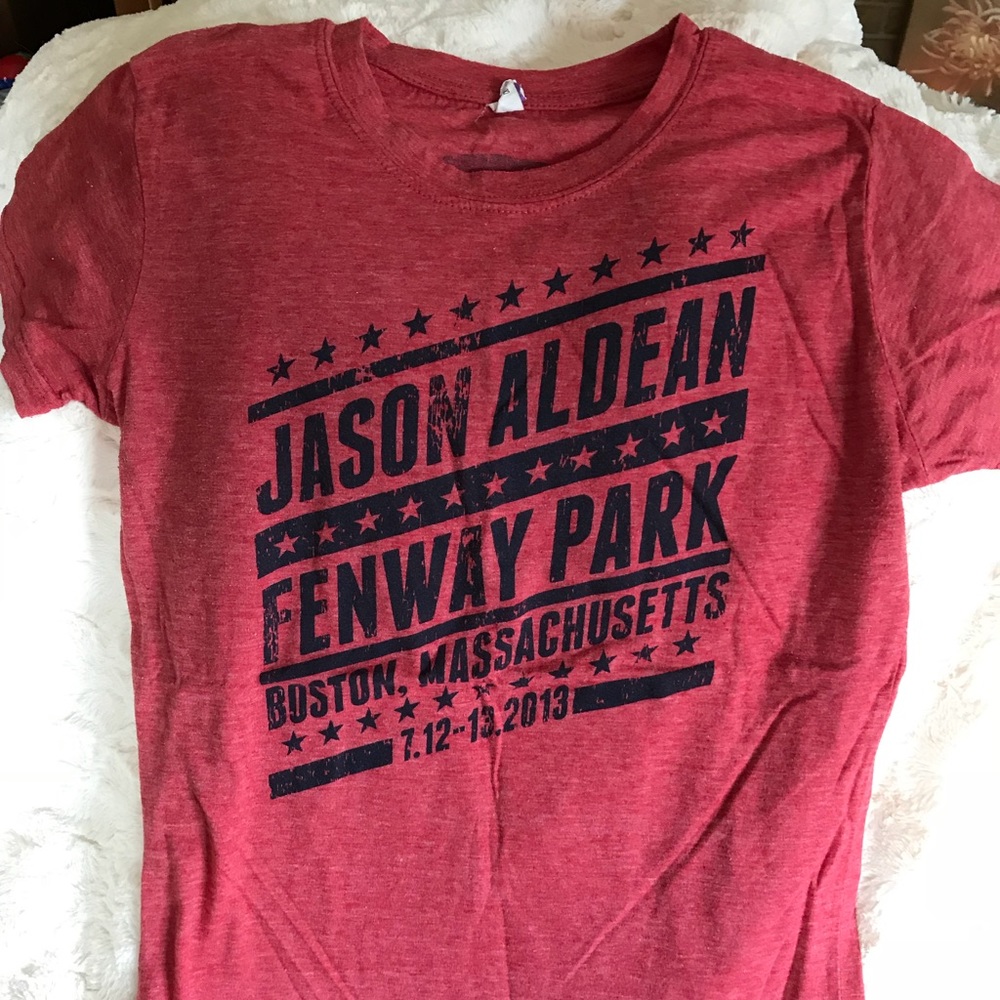 JASON ALDEAN
FENWAY PARK
BOSTON, MASSACHUSETTS
7.12-13.2013